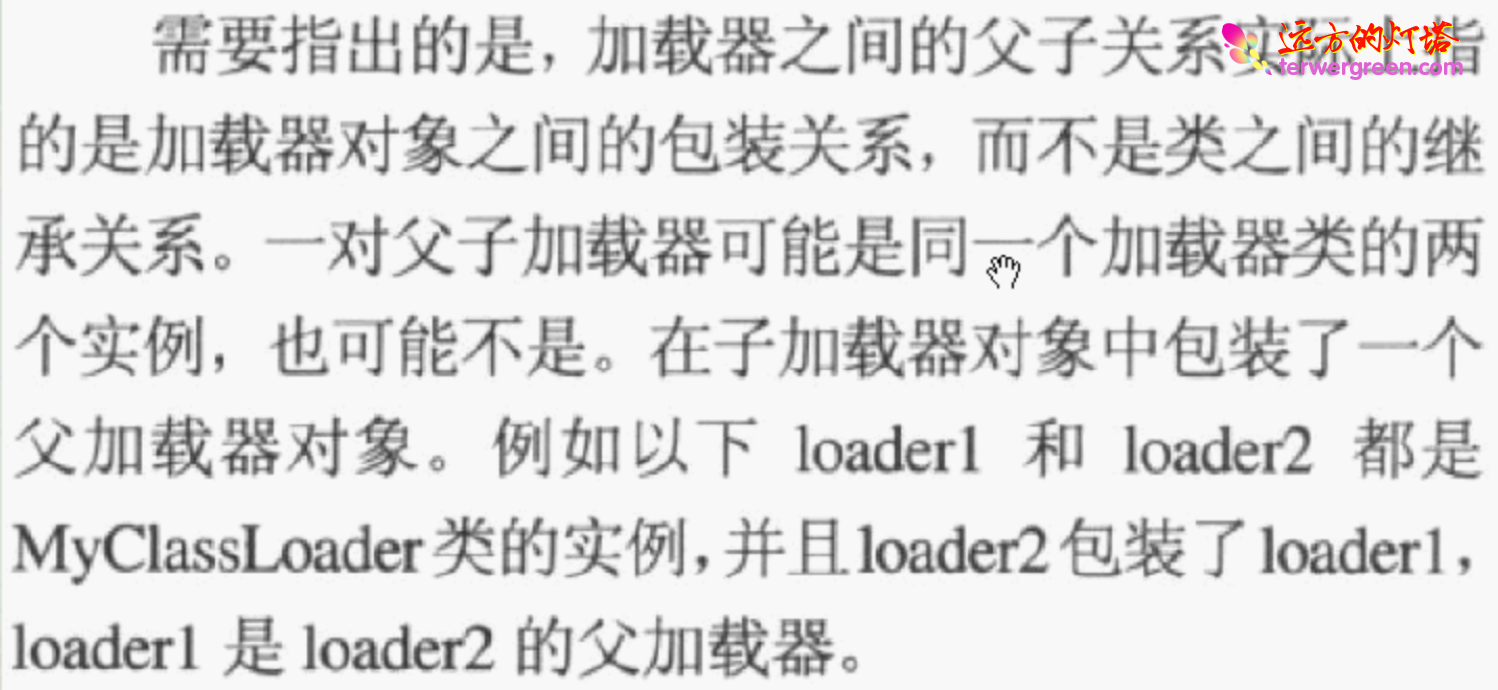 需要指出的是，加载器之间的父子关系实际上指
远方的灯塔
terwergreen.com
的是加载器对象之间的包装关系，而不是类之间的继
承关系。一对父子加载器可能是同一个加载器类的两
个实例，也可能不是。在子加载器对象中包装了一个
父加载器对象。例如以下 loader1 和 loader2 都是
MyClassLoader 类的实例，并且 loader2 包装了 loader1，
loader1 是 loader2 的父加载器。